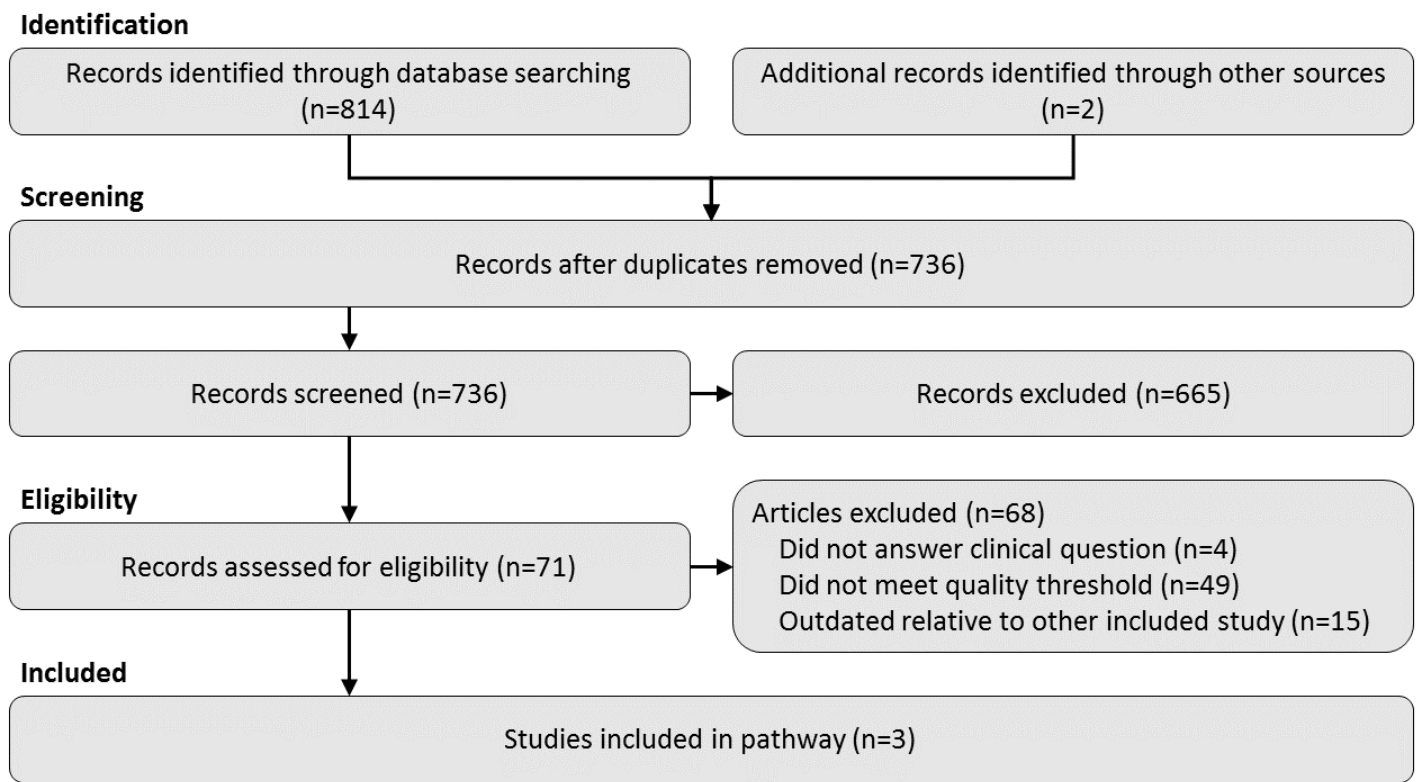 Identification
Records identified through database searching
(n=814)
Additional records identified through other sources
(n=2)
Screening
Records after duplicates removed (n=736)
Records screened (n=736)
Records excluded (n=665)
Eligibility
Records assessed for eligibility (n=71)
Articles excluded (n=68)
Did not answer clinical question (n=4)
Did not meet quality threshold (n=49)
Outdated relative to other included study (n=15)
Included
Studies included in pathway (n=3)